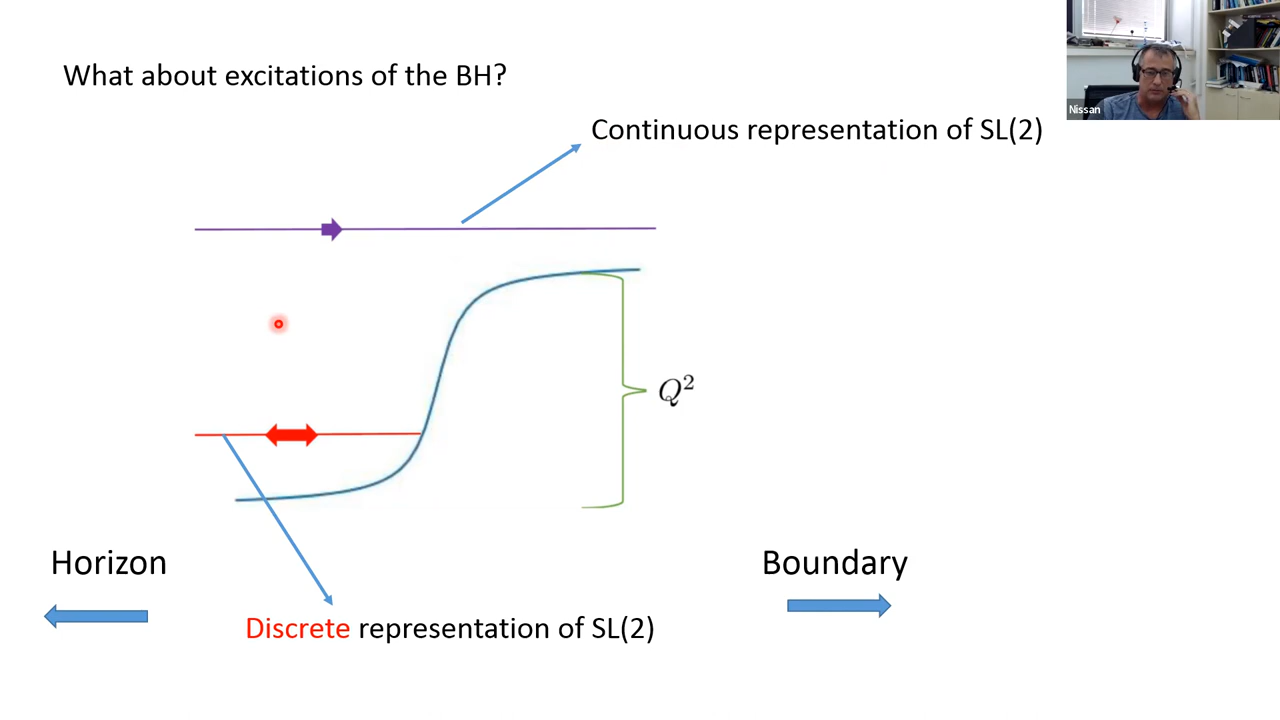 What about excitations of the BH?
Nissan
Continuous representation of SL(2)
Q²
Horizon
Boundary
Discrete representation of SL(2)